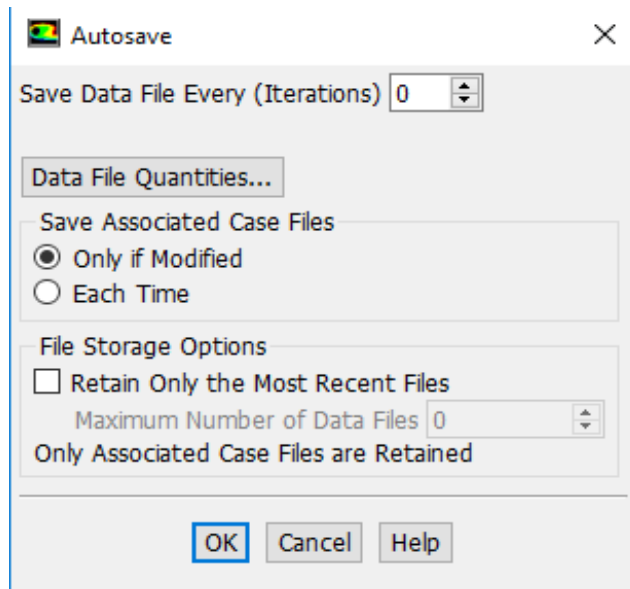 Autosave
Save Data File Every (Iterations) 0
Data File Quantities...
Save Associated Case Files
Only if Modified
Each Time
File Storage Options
Retain Only the Most Recent Files
Maximum Number of Data Files 0
Only Associated Case Files are Retained
OK Cancel Help